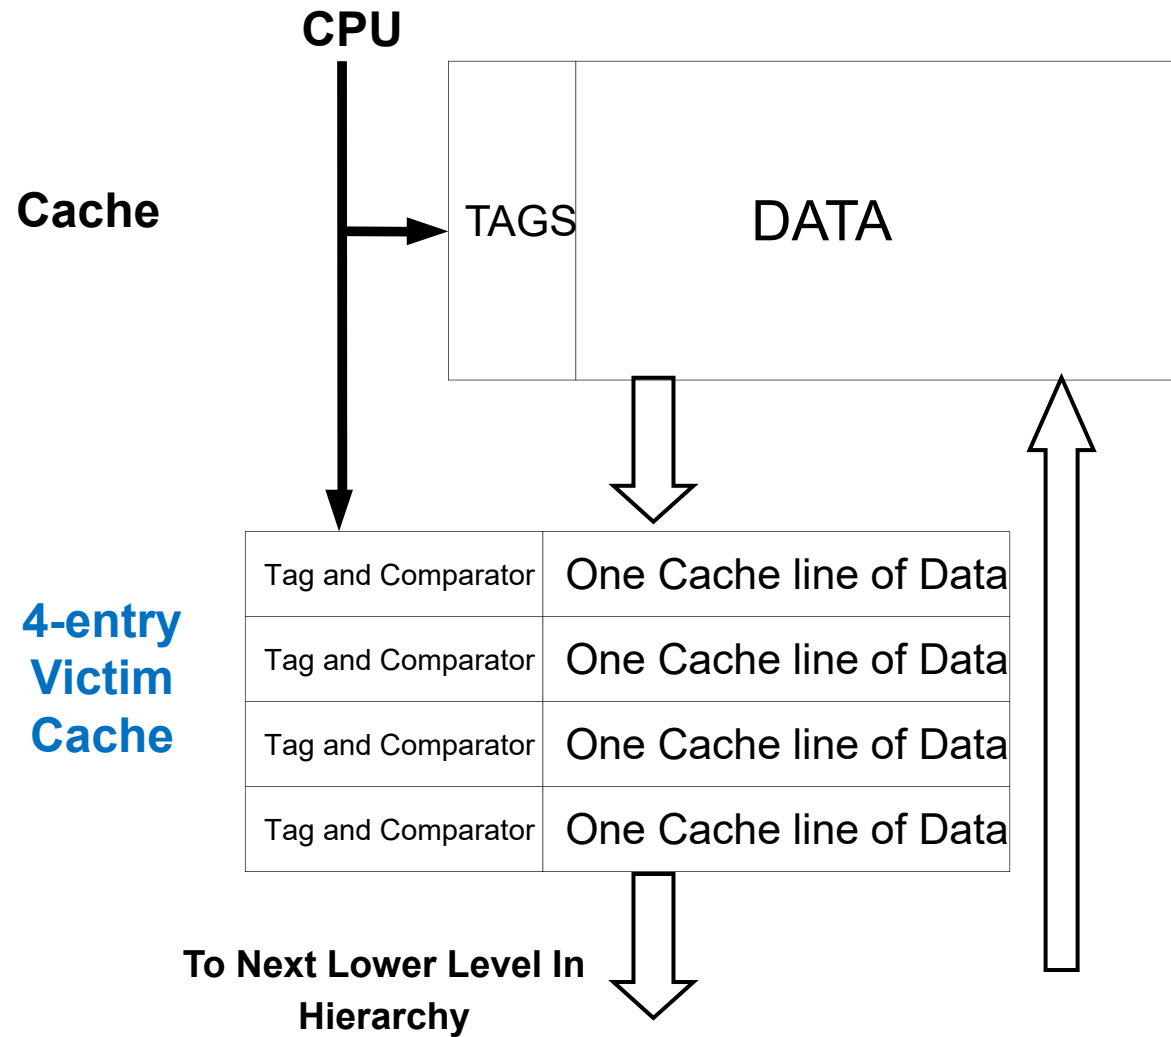 CPU
Cache
TAGS
DATA
4-entry
Victim
Cache
Tag and Comparator
One Cache line of Data
Tag and Comparator
One Cache line of Data
Tag and Comparator
One Cache line of Data
Tag and Comparator
One Cache line of Data
To Next Lower Level In
Hierarchy